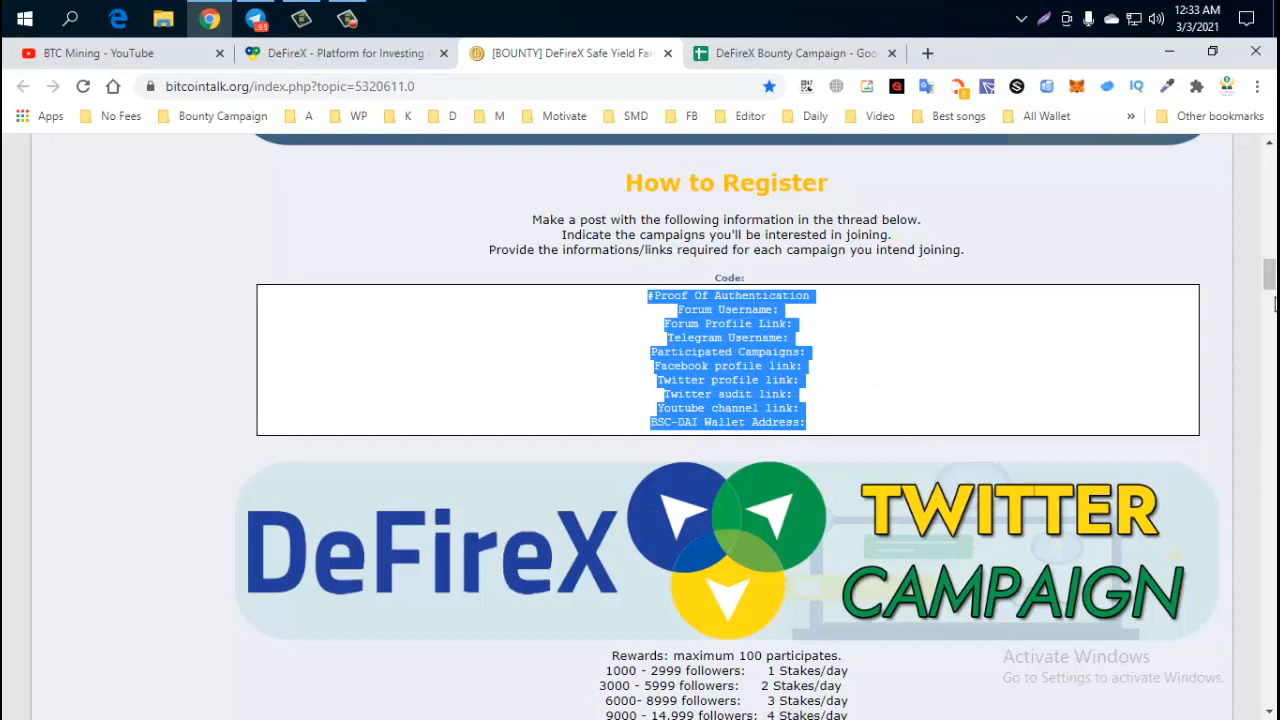 12:33 AM
3/3/2021
95
BTC Mining - YouTube
DeFireX - Platform for Investing
[BOUNTY] DeFireX Safe Yield Far
DeFireX Bounty Campaign - Goo
bitcointalk.org/index.php?topic=5320611.0
Apps
No Fees
Bounty Campaign
A
WP
K
D
M
Motivate
SMD
FB
Editor
Daily
Video
Best songs
All Wallet
»
Other bookmarks
How to Register
Make a post with the following information in the thread below.
Indicate the campaigns you'll be interested in joining.
Provide the informations/links required for each campaign you intend joining.
Code:
#Proof Of Authentication
Forum Username:
Forum Profile Link:
Telegram Username:
Participated Campaigns:
Facebook profile link:
Twitter profile link:
Twitter audit link:
Youtube channel link:
BSC-DAI Wallet Address:
DeFireX
TWITTER
CAMPAIGN
Rewards: maximum 100 participates.
1000 - 2999 followers: 1 Stakes/day
3000 - 5999 followers: 2 Stakes/day
6000- 8999 followers: 3 Stakes/day
9000 - 14,999 followers: 4 Stakes/day
Activate Windows
Go to Settings to activate Windows.